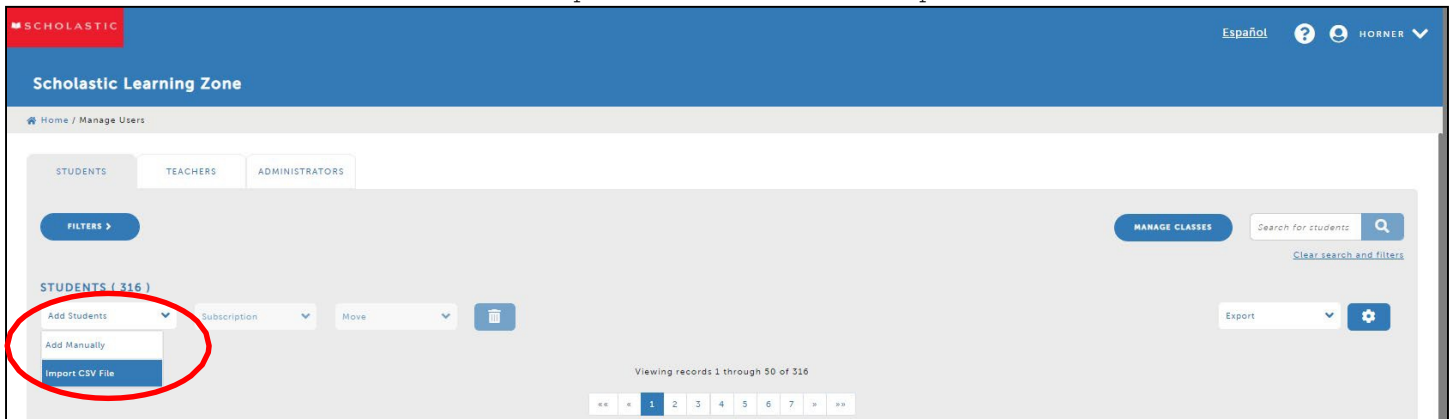 SCHOLASTIC
Español ? HORNER
Scholastic Learning Zone
Home / Manage Users
STUDENTS TEACHERS ADMINISTRATORS
FILTERS > MANAGE CLASSES Search for students
Clear search and filters
STUDENTS ( 316 )
Add Students Subscription Move Export
Add Manually
Import CSV File
Viewing records 1 through 50 of 316
«« « 1 2 3 4 5 6 7 » »»